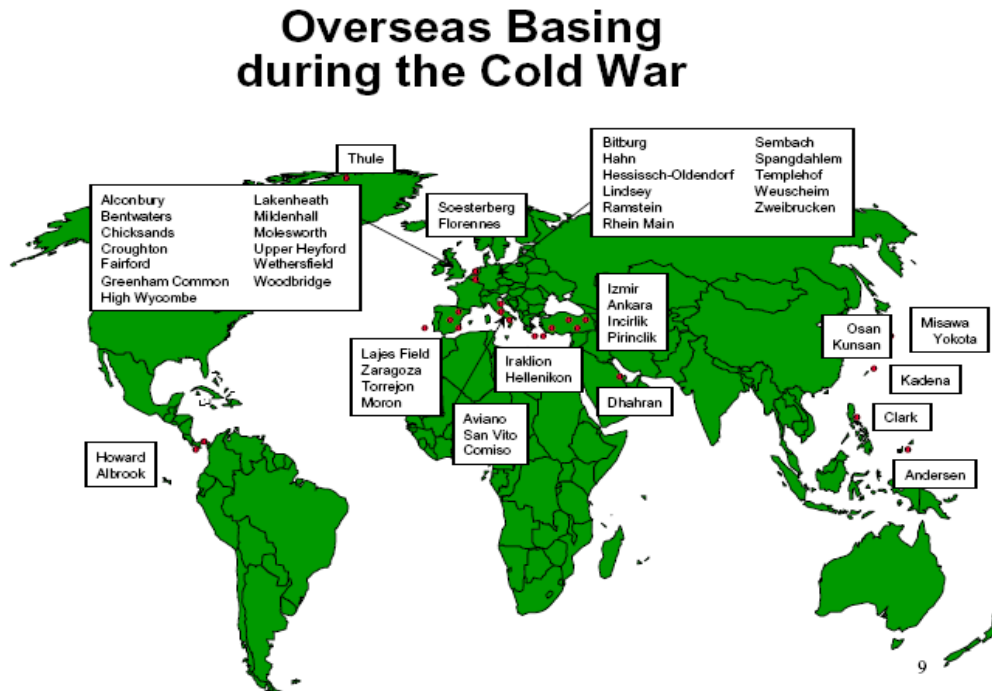 Overseas Basing
during the Cold War
Thule
Alconbury
Bentwaters
Chicksands
Croughton
Fairford
Greenham Common
High Wycombe
Lakenheath
Mildenhall
Molesworth
Upper Heyford
Wethersfield
Woodbridge
Soesterberg
Florennes
Bitburg
Hahn
Hessissch-Oldendorf
Lindsey
Ramstein
Rhein Main
Sembach
Spangdahlem
Templehof
Weuscheim
Zweibrucken
Izmir
Ankara
Incirlik
Pirinclik
Osan
Kunsan
Misawa
Yokota
Lajes Field
Zaragoza
Torrejon
Moron
Iraklion
Hellenikon
Dhahran
Kadena
Clark
Aviano
San Vito
Comiso
Howard
Albrook
Andersen
9